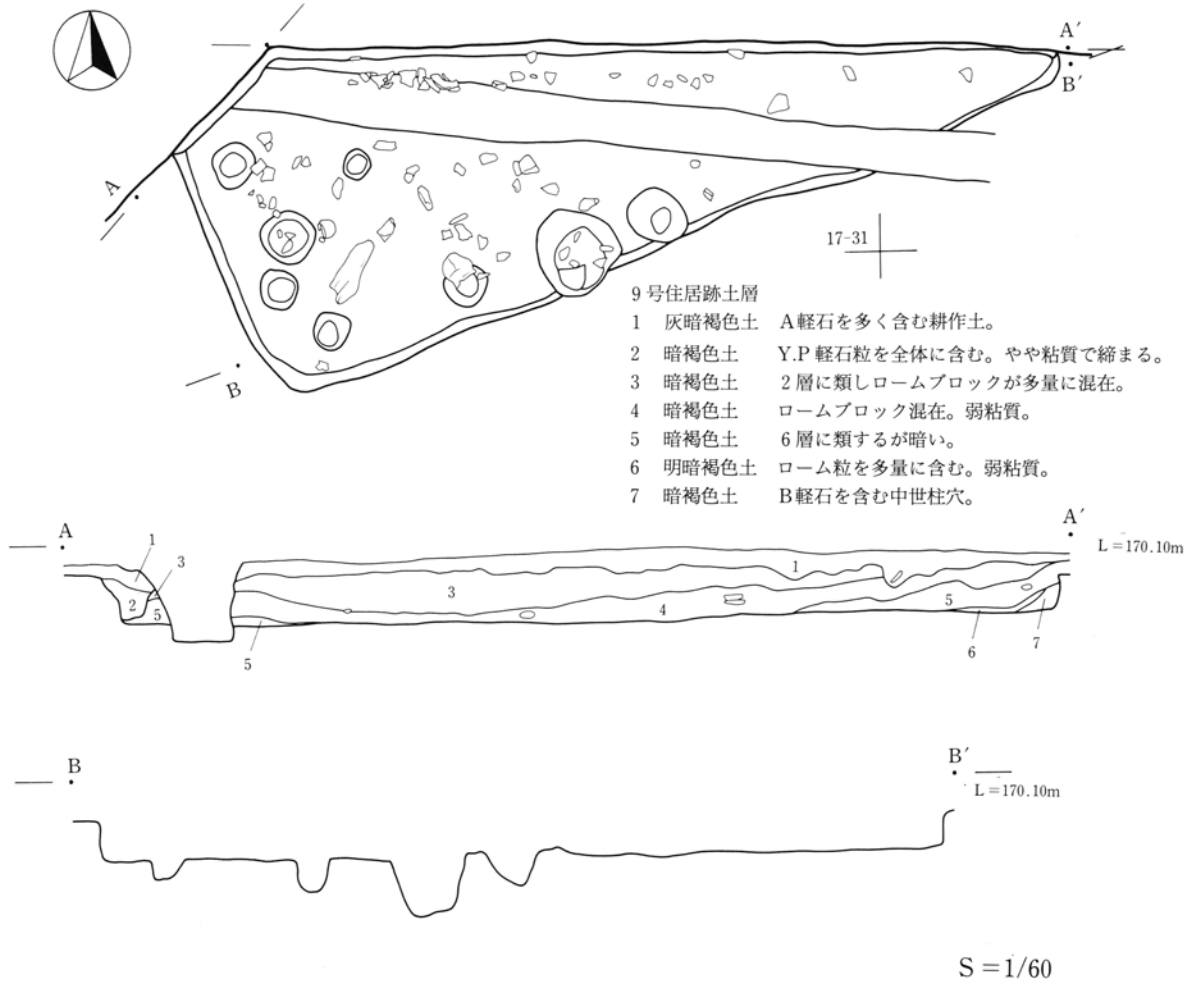 A′
B′
A
B
17-31
9号住居跡土層
1 灰暗褐色土 A軽石を多く含む耕作土。
2 暗褐色土 Y.P軽石粒を全体に含む。やや粘質で締まる。
3 暗褐色土 2層に類しロームブロックが多量に混在。
4 暗褐色土 ロームブロック混在。弱粘質。
5 暗褐色土 6層に類するが暗い。
6 明暗褐色土 ローム粒を多量に含む。弱粘質。
7 暗褐色土 B軽石を含む中世柱穴。
A
A′
L=170.10m
1
3
2
5
5
3
4
1
5
6
7
B
B′
L=170.10m
S=1/60